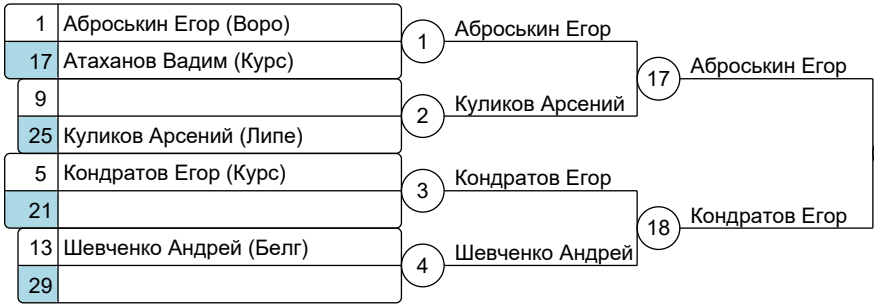 1 Аброськин Егор (Воро)
17 Атаханов Вадим (Курс)
9
25 Куликов Арсений (Липе)
5 Кондратов Егор (Курс)
21
13 Шевченко Андрей (Белг)
29
1 Аброськин Егор
2 Куликов Арсений
3 Кондратов Егор
4 Шевченко Андрей
17 Аброськин Егор
18 Кондратов Егор